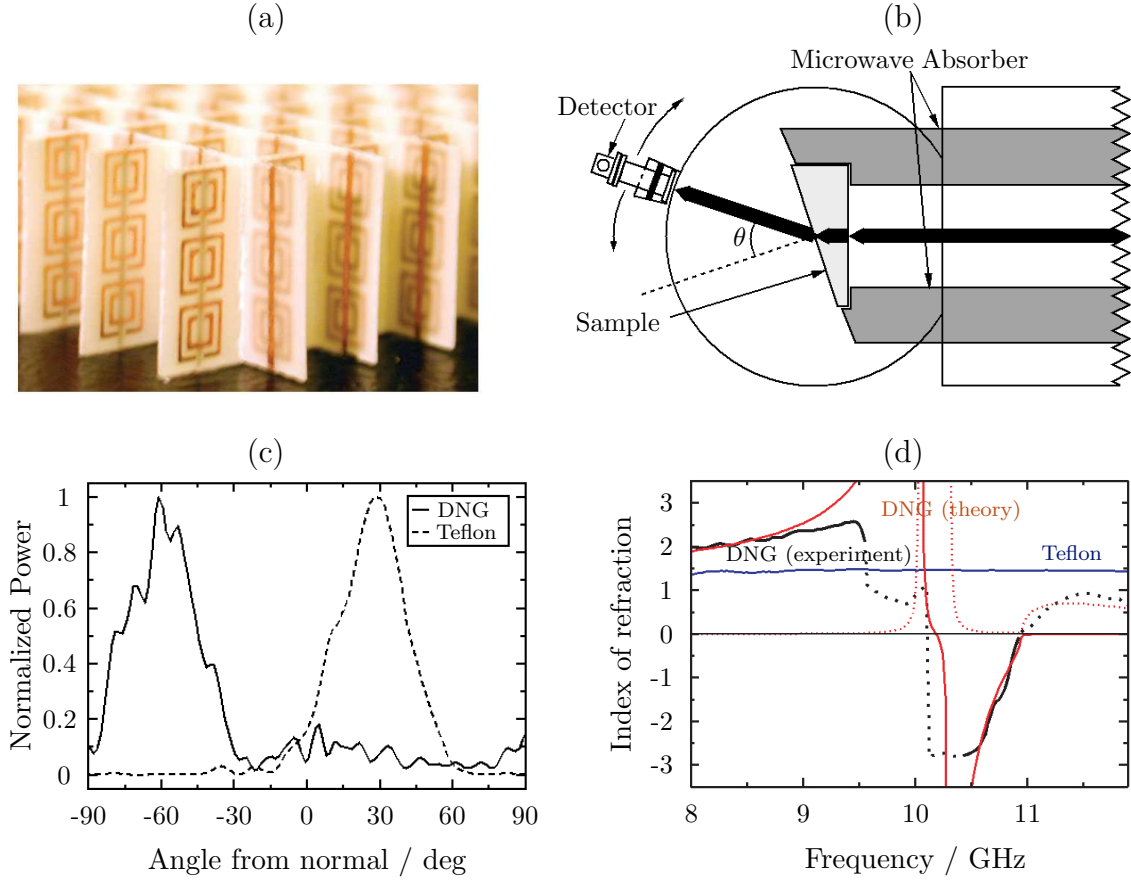 (a)
(b)
Microwave Absorber
Detector
θ
Sample
(c)
Normalized Power
1
0.8
0.6
0.4
0.2
0
DNG
Teflon
-90 -60 -30 0 30 60 90
Angle from normal / deg
(d)
Index of refraction
3
2
1
0
-1
-2
-3
DNG (theory)
DNG (experiment)
Teflon
8 9 10 11
Frequency / GHz